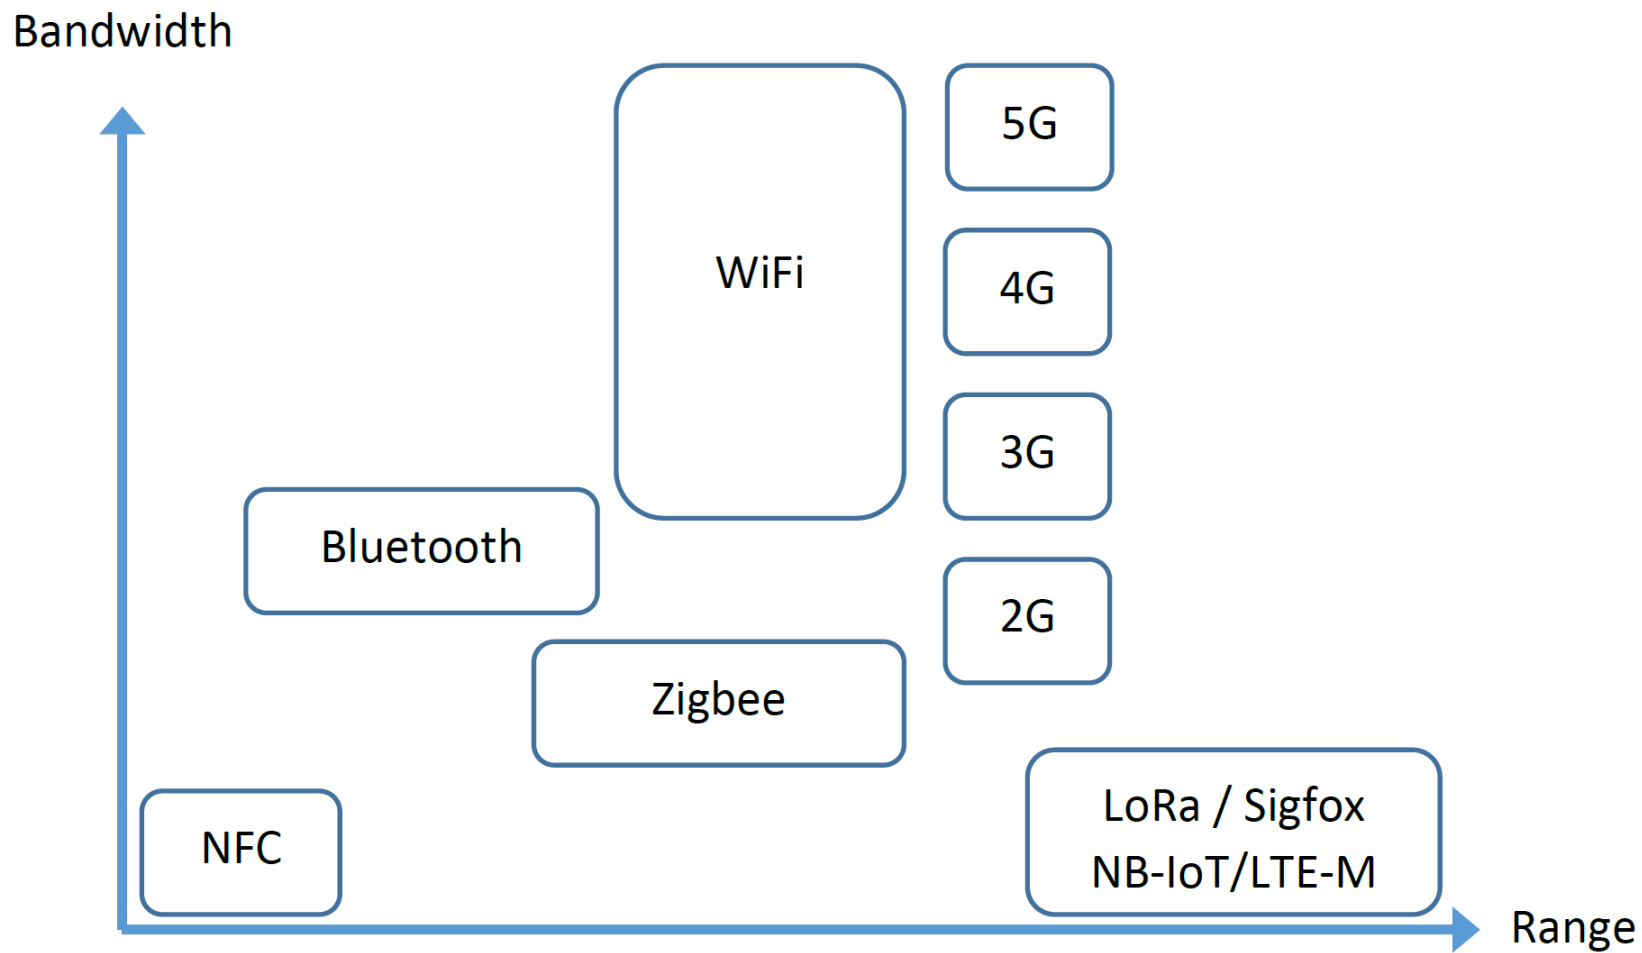 Bandwidth
5G
WiFi
4G
3G
Bluetooth
2G
Zigbee
LoRa / Sigfox
NB-IoT/LTE-M
NFC
Range